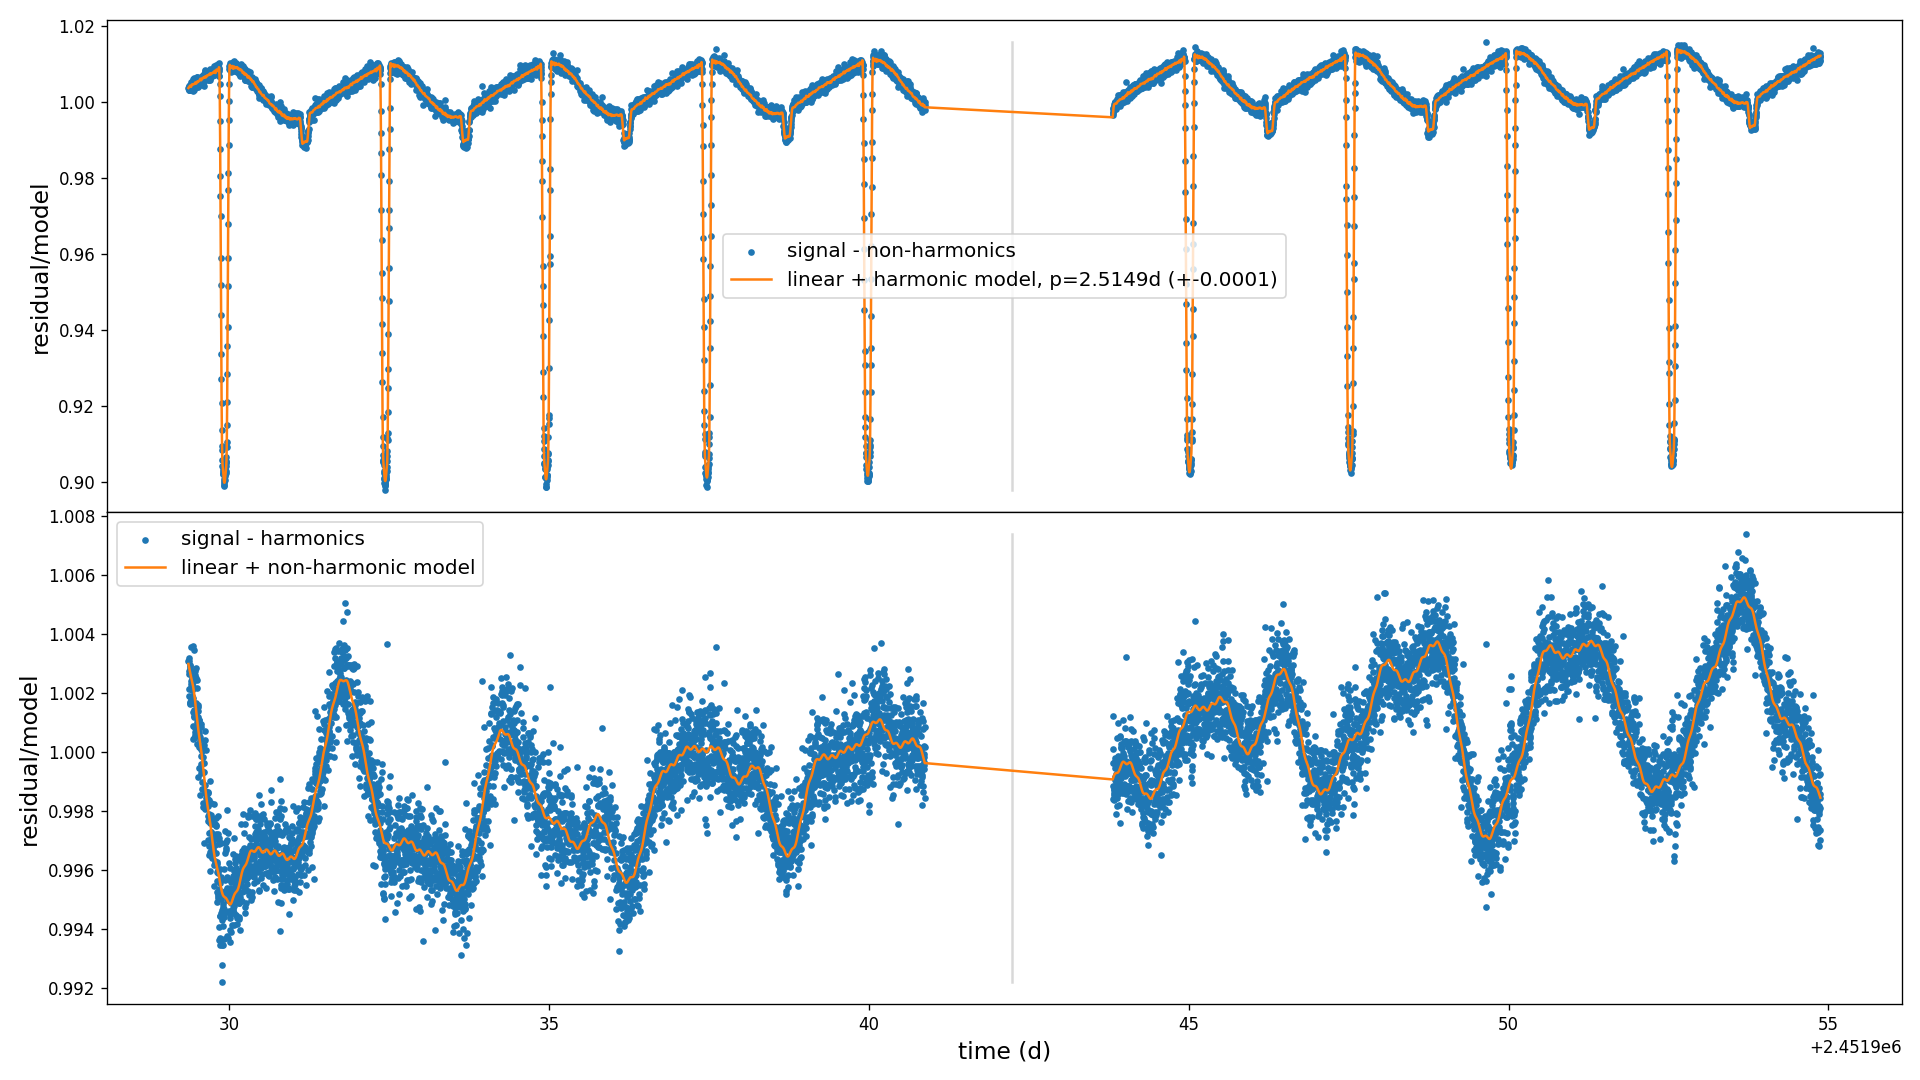 1.02
1.00
0.98
0.96
0.94
0.92
0.90
residual/model
signal - non-harmonics
linear + harmonic model, p=2.5149d (+-0.0001)
1.008
1.006
1.004
1.002
1.000
0.998
0.996
0.994
0.992
residual/model
signal - harmonics
linear + non-harmonic model
30
35
40
45
50
55
time (d)
+2.4519e6